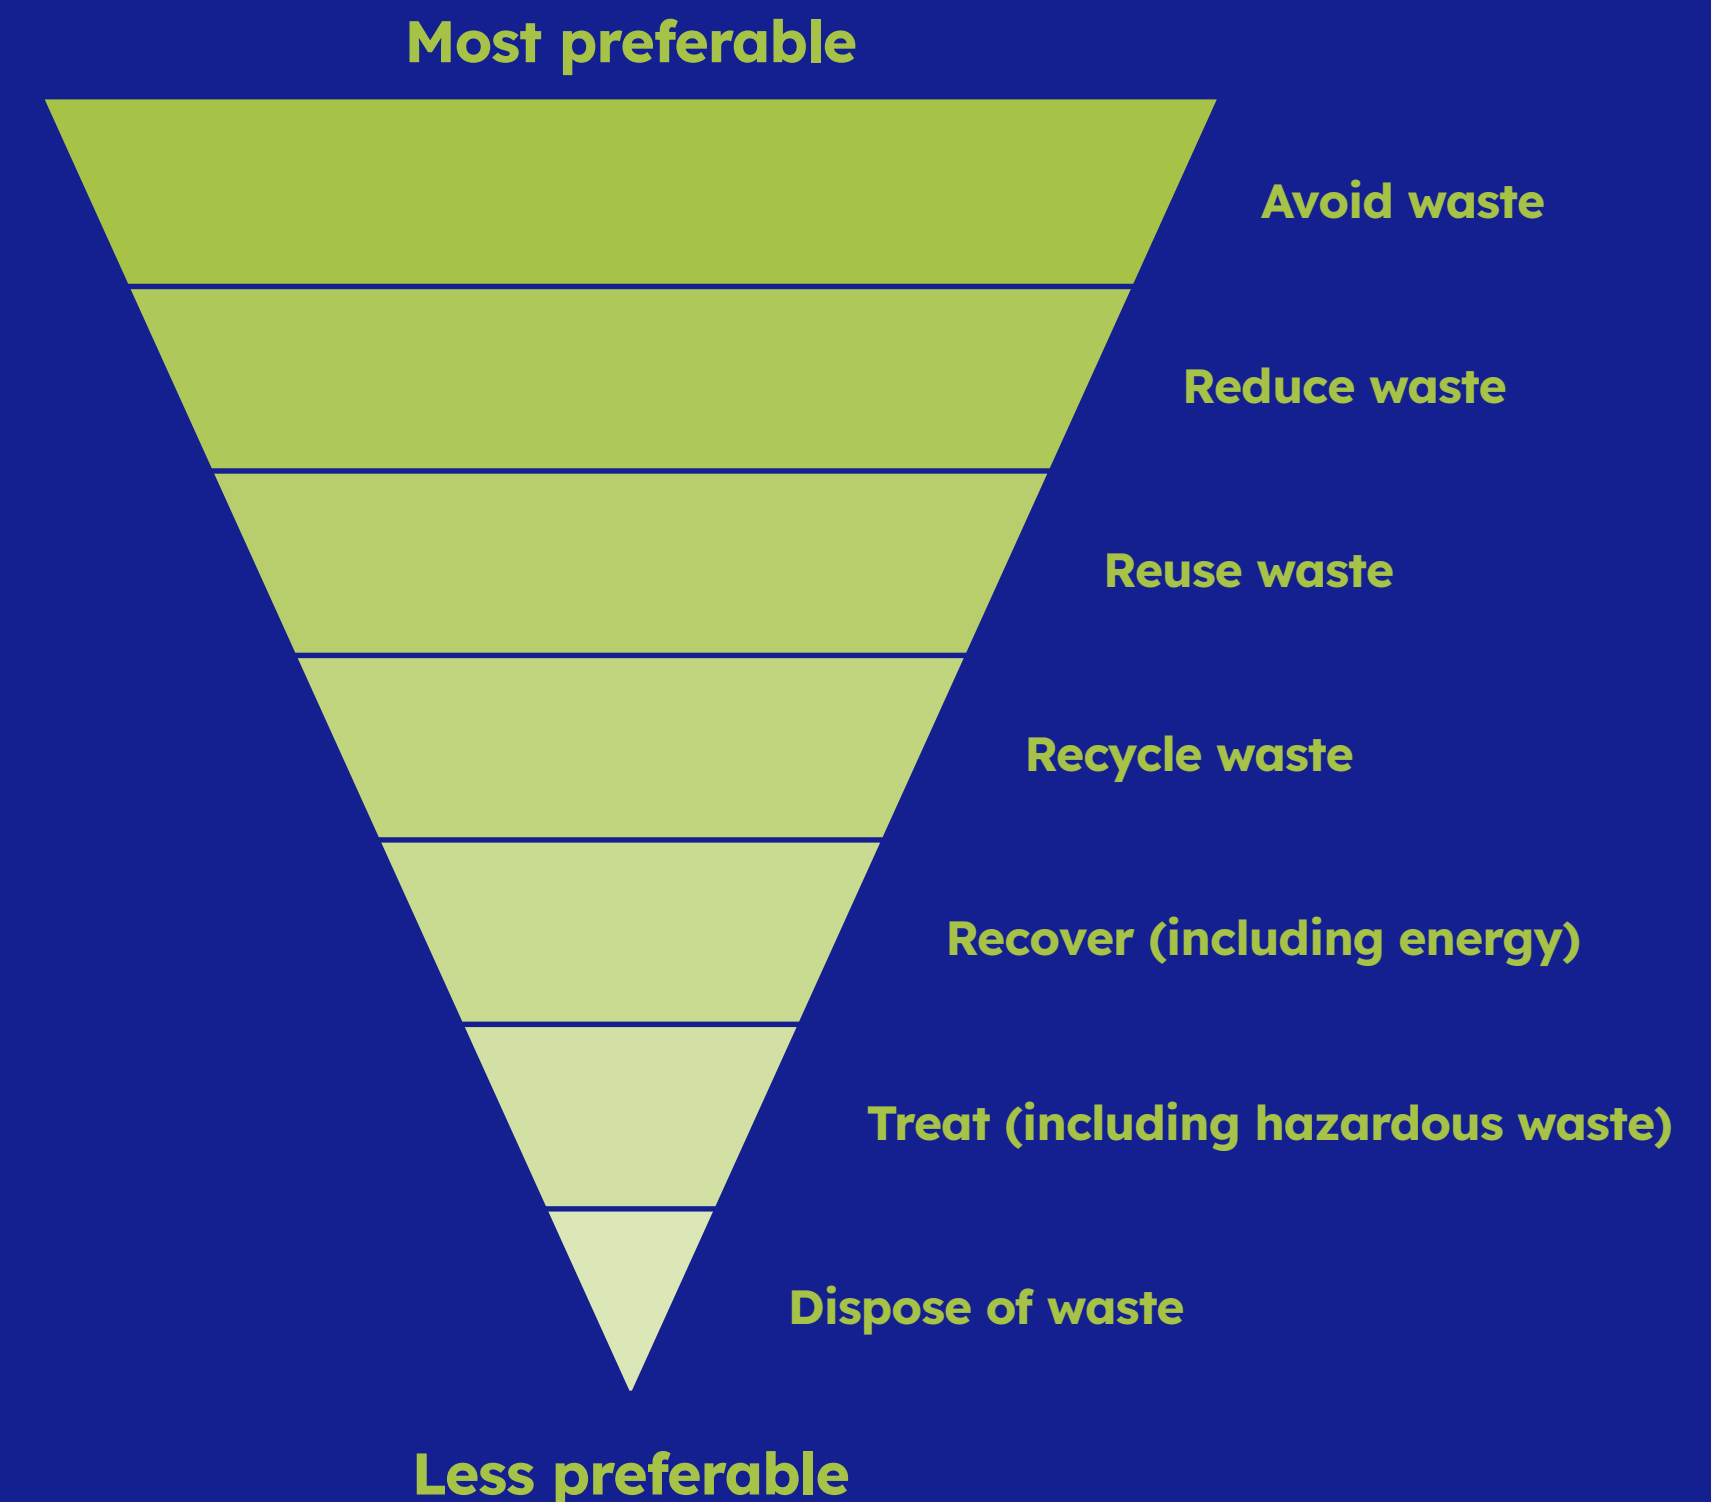 Most preferable
Avoid waste
Reduce waste
Reuse waste
Recycle waste
Recover (including energy)
Treat (including hazardous waste)
Dispose of waste
Less preferable